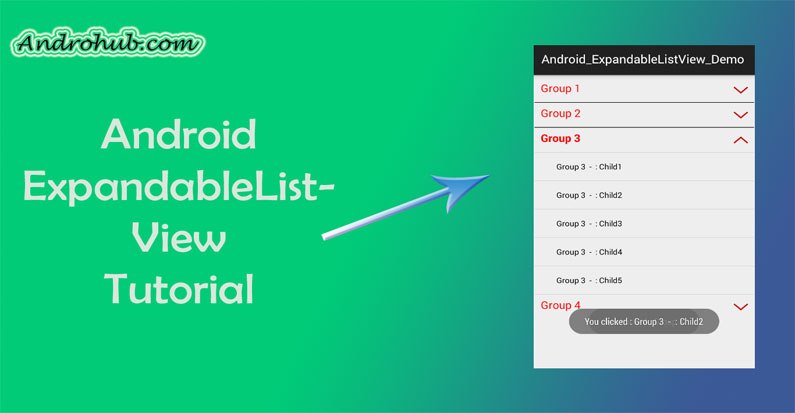 Androhub.com
Android
ExpandableList-
View
Tutorial
Android_ExpandableListView_Demo
Group 1
Group 2
Group 3
Group 3 - : Child1
Group 3 - : Child2
Group 3 - : Child3
Group 3 - : Child4
Group 3 - : Child5
Group 4
You clicked : Group 3 - : Child2